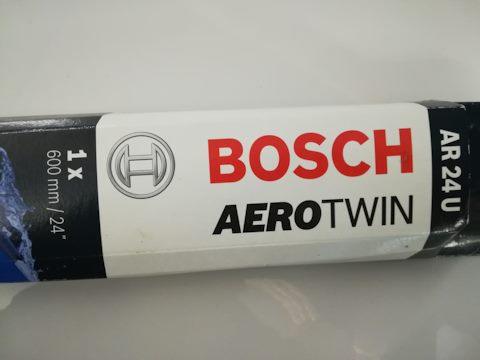 1 x
600 mm / 24"
BOSCH
AEROTWIN
AR 24 U